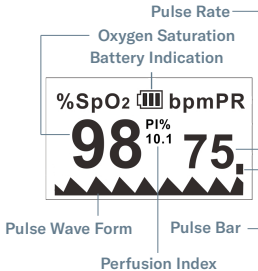 Pulse Rate
Oxygen Saturation
Battery Indication
%SpO2 bpmPR
98 PI% 10.1 75
Pulse Wave Form
Pulse Bar
Perfusion Index